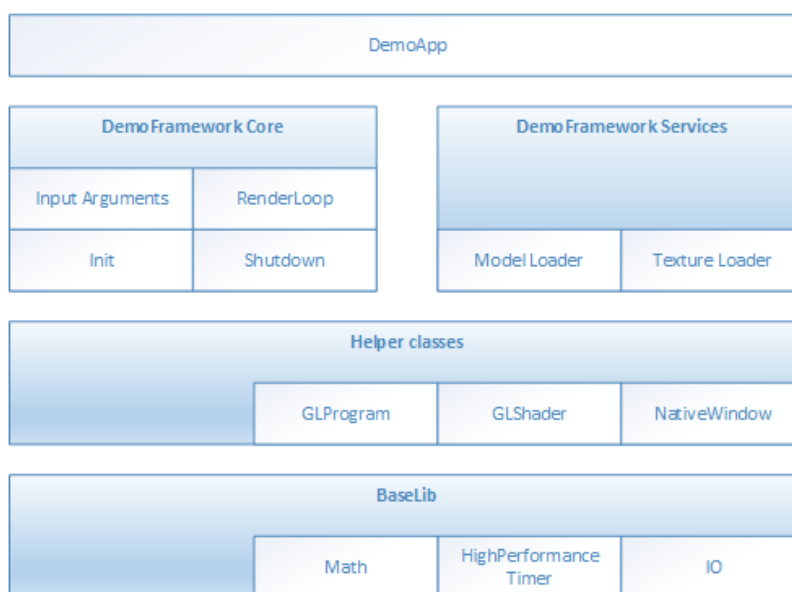 DemoApp
DemoFramework Core
DemoFramework Services
Input Arguments
RenderLoop
Init
Shutdown
Model Loader
Texture Loader
Helper classes
GLProgram
GLShader
NativeWindow
BaseLib
Math
HighPerformance
Timer
IO